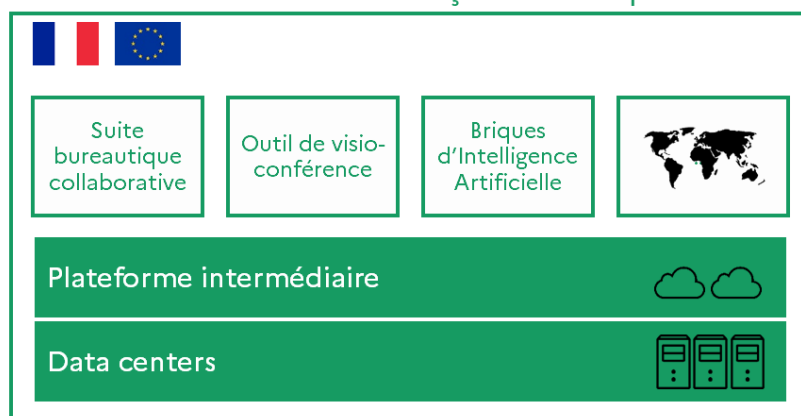 Suite
bureautique
collaborative
Outil de visio-
conférence
Briques
d'Intelligence
Artificielle
Plateforme intermédiaire
Data centers